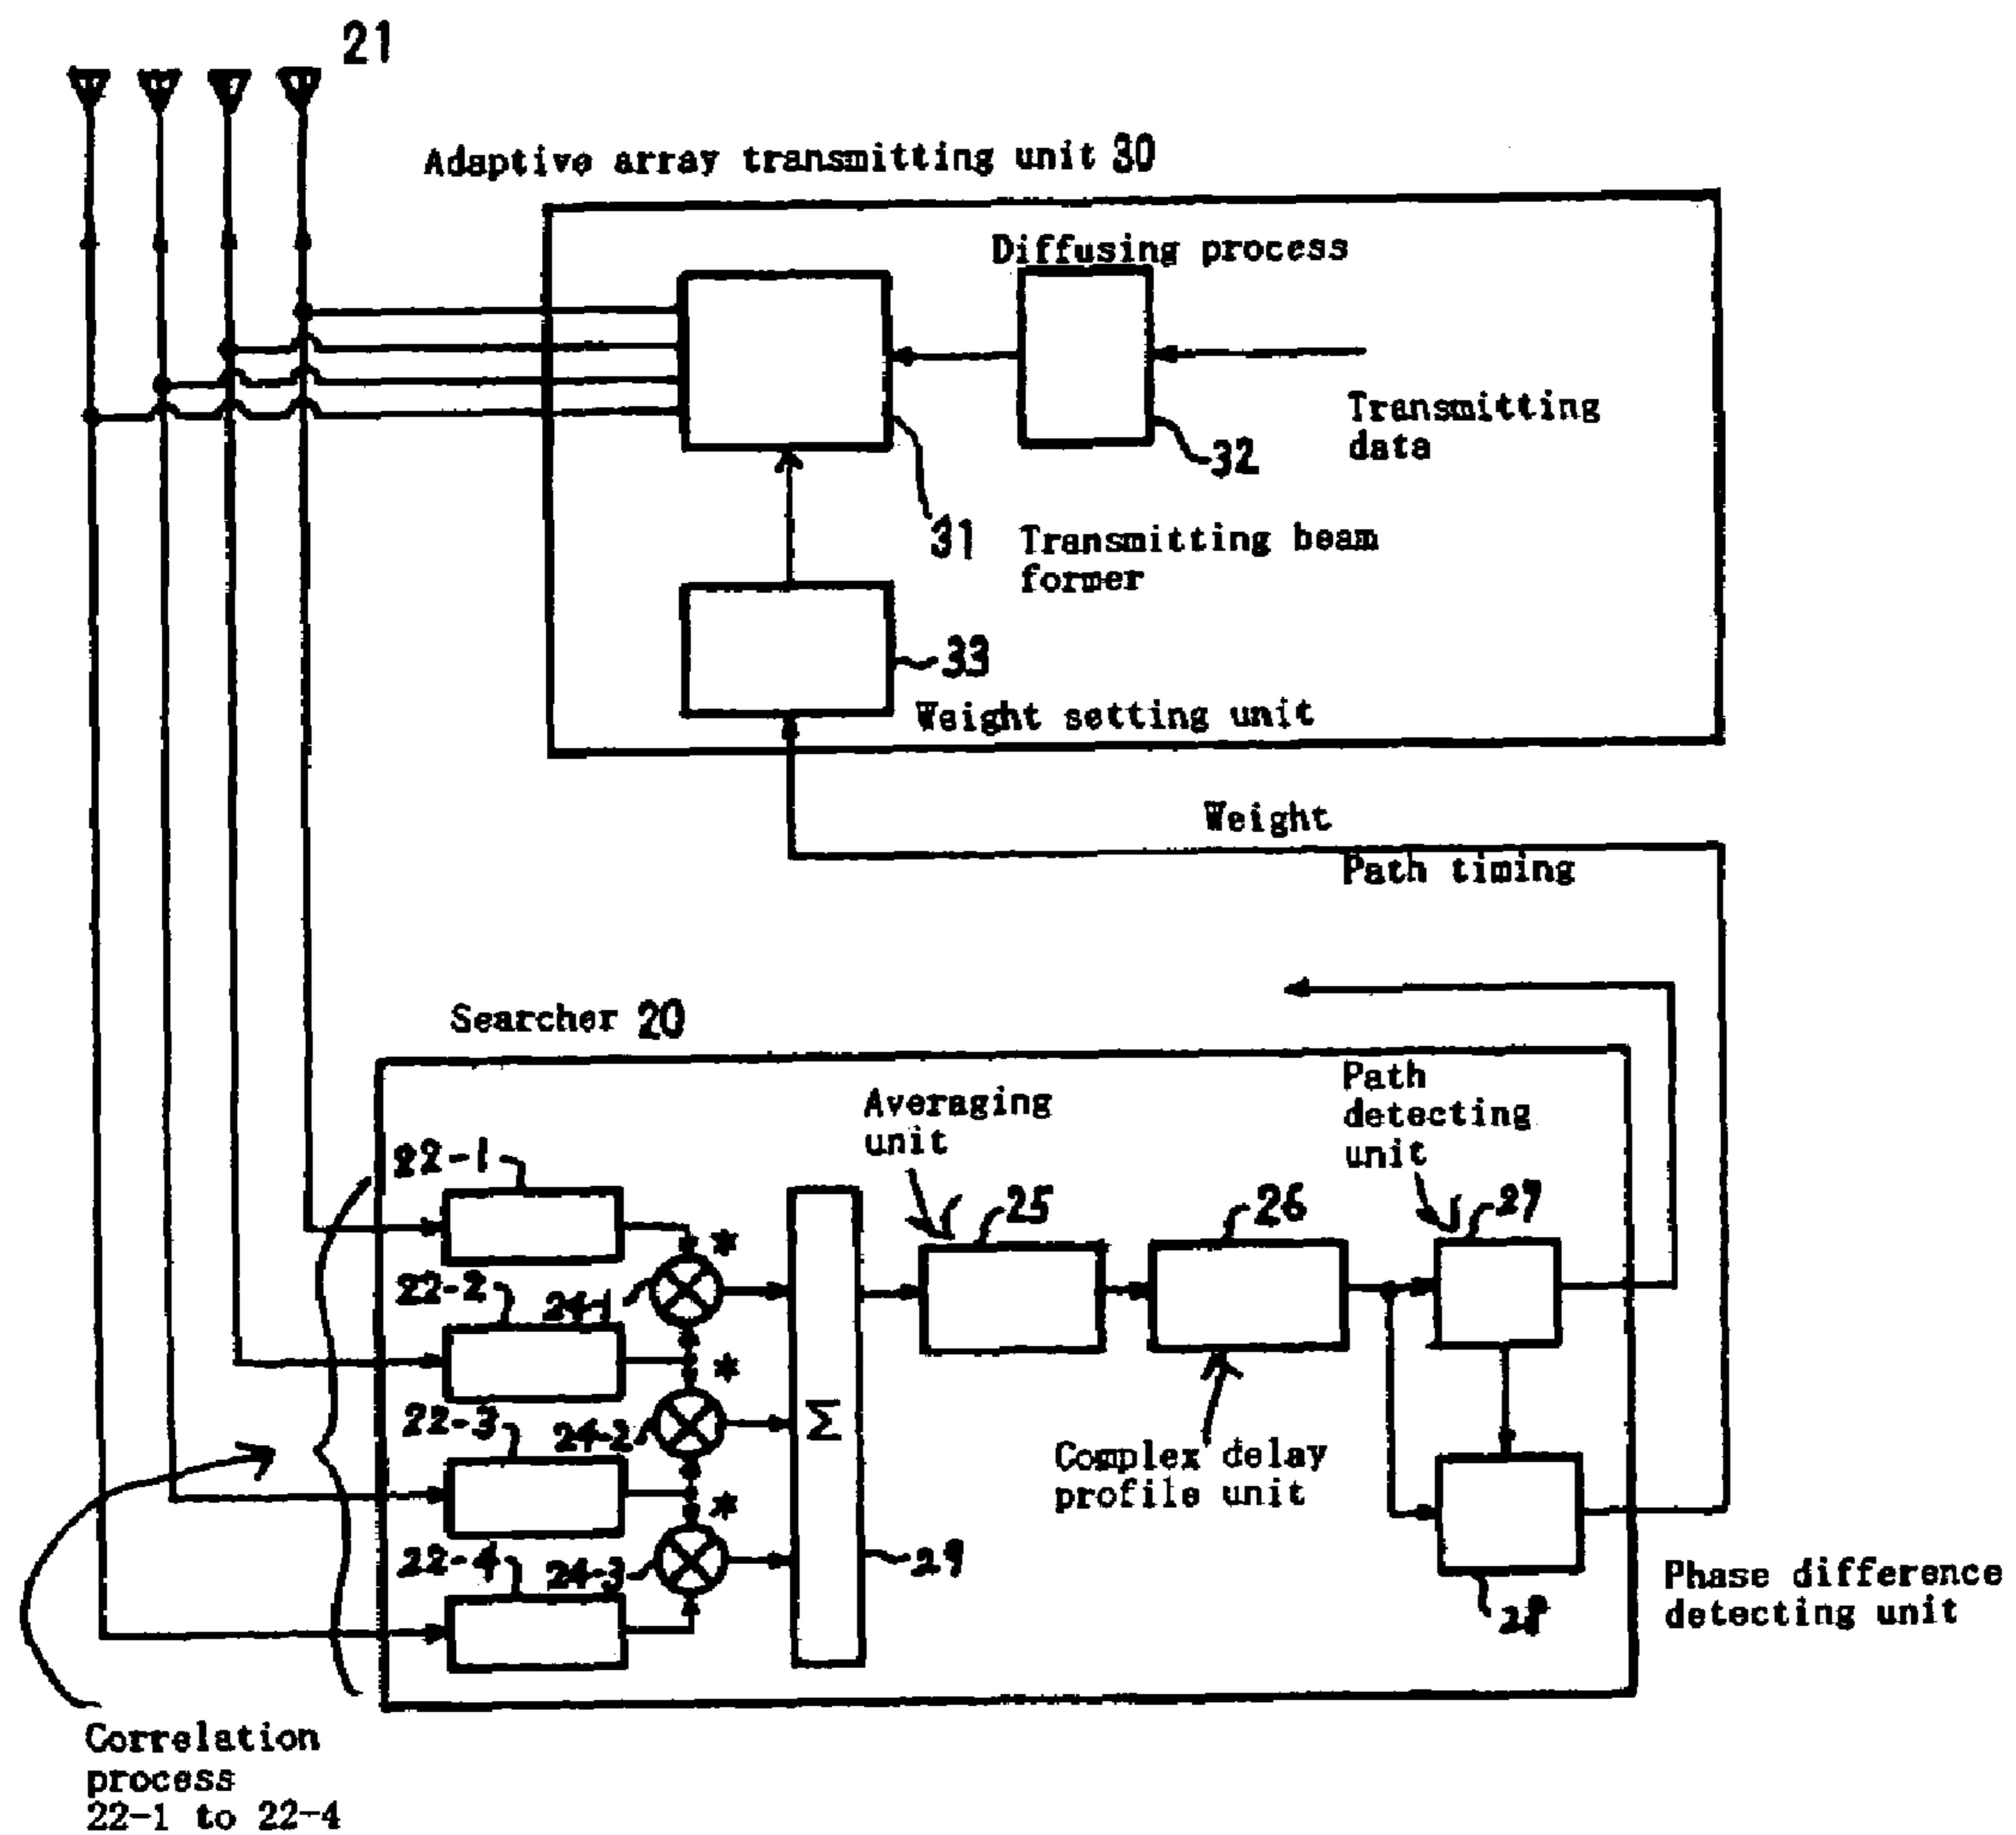 21
Adaptive array transmitting unit 30
Diffusing process
Transmitting
data
32
31
Transmitting beam
former
33
Weight setting unit
Weight
Path timing
Searcher 20
Path
detecting
unit
Averaging
unit
22-1
25
26
27
*
22-2
24-1
*
22-3
24-2
Σ
Complex delay
profile unit
*
22-4
24-3
29
28
Phase difference
detecting unit
Correlation
process
22-1 to 22-4